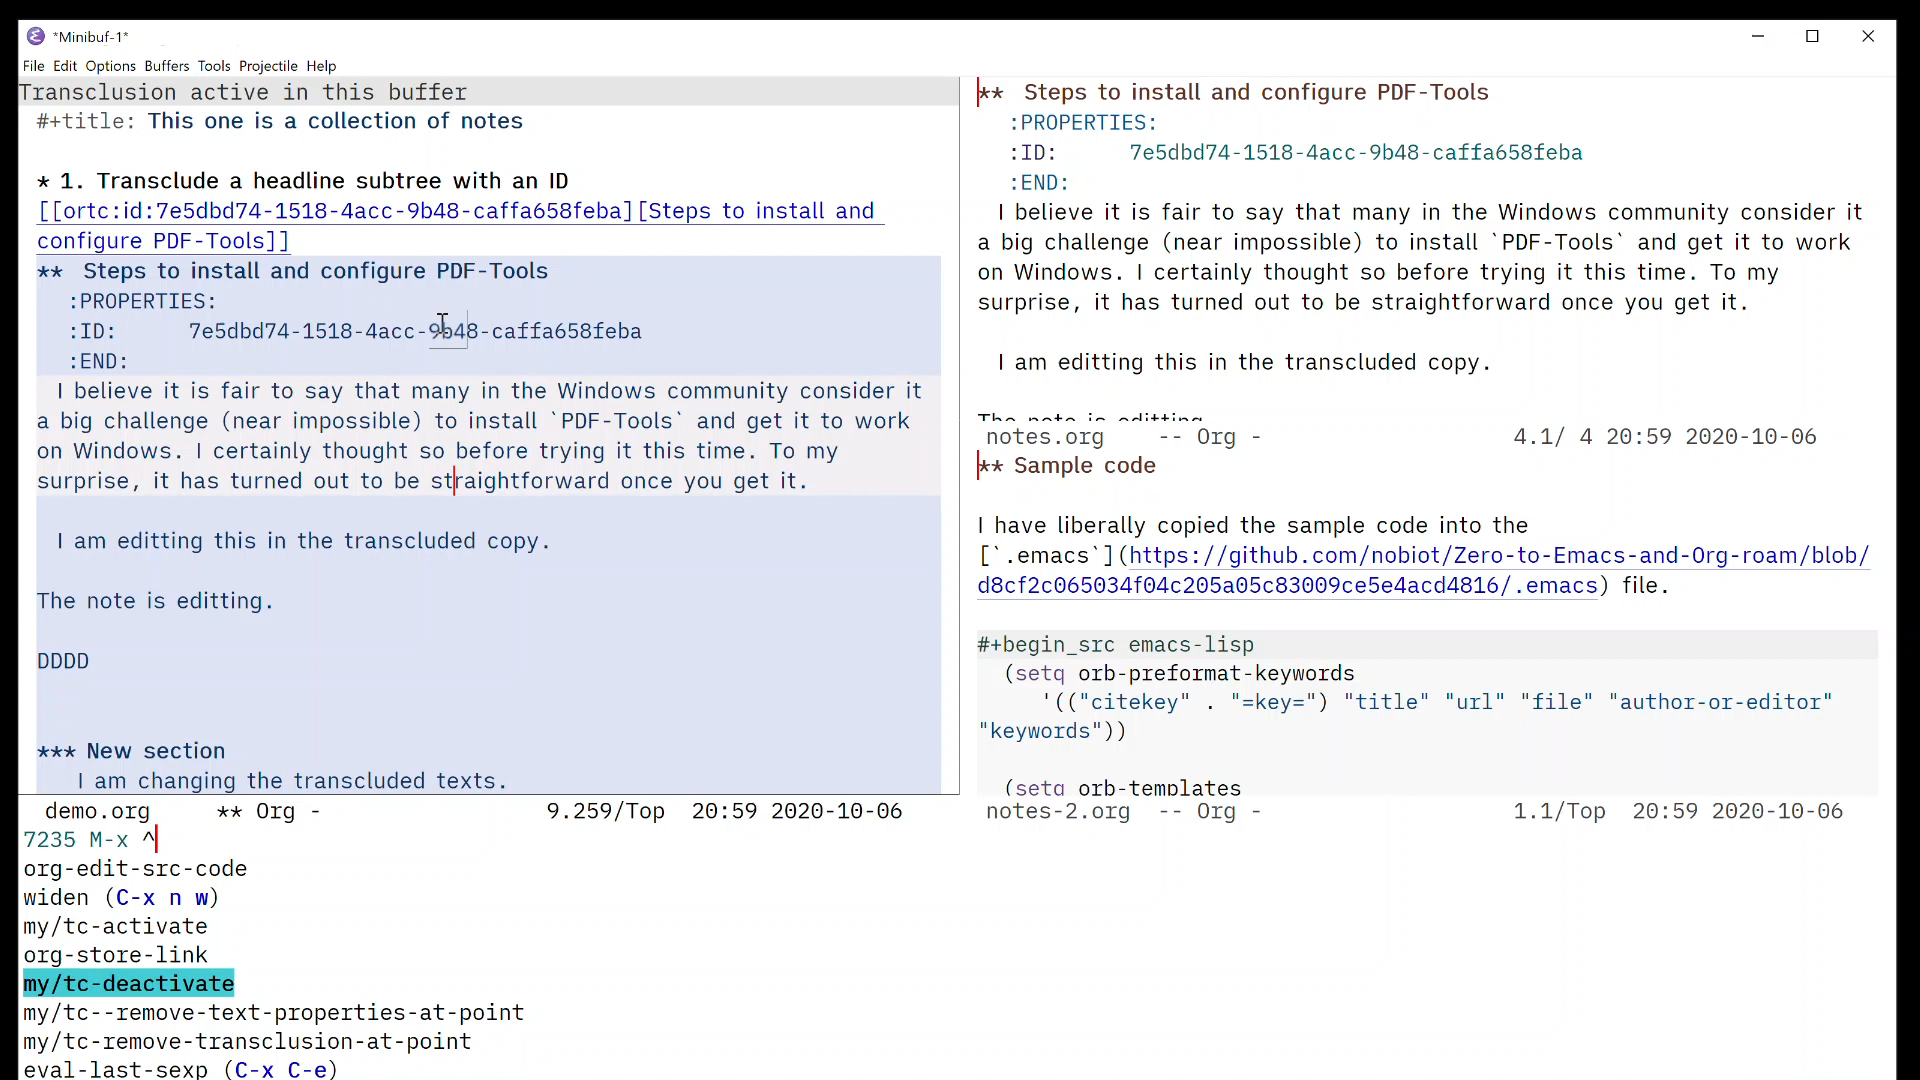 *Minibuf-1*
File Edit Options Buffers Tools Projectile Help
Transclusion active in this buffer
#+title: This one is a collection of notes
* 1. Transclude a headline subtree with an ID
[[ortc:id:7e5dbd74-1518-4acc-9b48-caffa658feba][Steps to install and
configure PDF-Tools]]
** Steps to install and configure PDF-Tools
:PROPERTIES:
:ID: 7e5dbd74-1518-4acc-9b48-caffa658feba
:END:
I believe it is fair to say that many in the Windows community consider it
a big challenge (near impossible) to install `PDF-Tools` and get it to work
on Windows. I certainly thought so before trying it this time. To my
surprise, it has turned out to be straightforward once you get it.
I am editting this in the transcluded copy.
The note is editting.
DDDD
*** New section
I am changing the transcluded texts.
demo.org ** Org - 9.259/Top 20:59 2020-10-06
** Steps to install and configure PDF-Tools
:PROPERTIES:
:ID: 7e5dbd74-1518-4acc-9b48-caffa658feba
:END:
I believe it is fair to say that many in the Windows community consider it
a big challenge (near impossible) to install `PDF-Tools` and get it to work
on Windows. I certainly thought so before trying it this time. To my
surprise, it has turned out to be straightforward once you get it.
I am editting this in the transcluded copy.
The note is editting
notes.org -- Org - 4.1/ 4 20:59 2020-10-06
** Sample code
I have liberally copied the sample code into the
[`.emacs`](https://github.com/nobiot/Zero-to-Emacs-and-Org-roam/blob/
d8cf2c065034f04c205a05c83009ce5e4acd4816/.emacs) file.
#+begin_src emacs-lisp
(setq orb-preformat-keywords
'(("citekey" . "=key=") "title" "url" "file" "author-or-editor"
"keywords"))
(setq orb-templates
notes-2.org -- Org - 1.1/Top 20:59 2020-10-06
7235 M-x ^
org-edit-src-code
widen (C-x n w)
my/tc-activate
org-store-link
my/tc-deactivate
my/tc--remove-text-properties-at-point
my/tc-remove-transclusion-at-point
eval-last-sexp (C-x C-e)